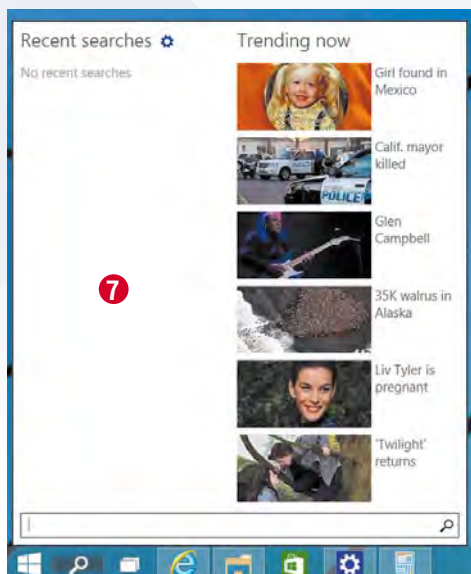 Recent searches
Trending now
No recent searches
Girl found in
Mexico
Calif. mayor
killed
POLICE
Glen
Campbell
7
35K walrus in
Alaska
Liv Tyler is
pregnant
'Twilight'
returns